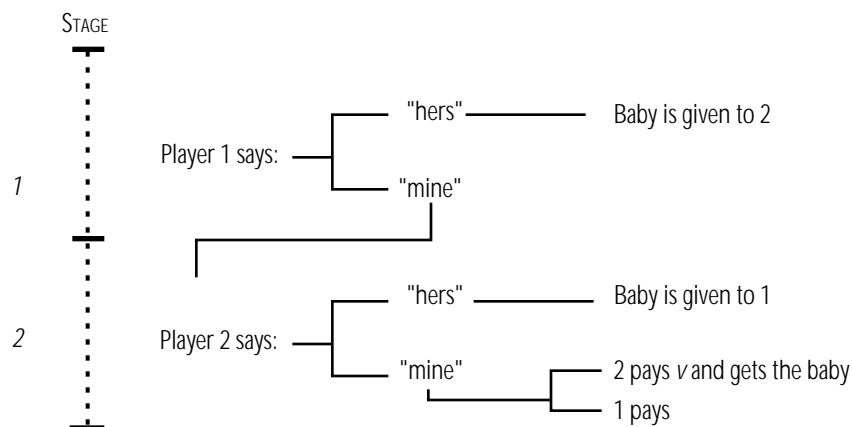 STAGE
"hers" Baby is given to 2
Player 1 says:
1
"mine"
"hers" Baby is given to 1
2 Player 2 says:
"mine" 2 pays v and gets the baby
1 pays